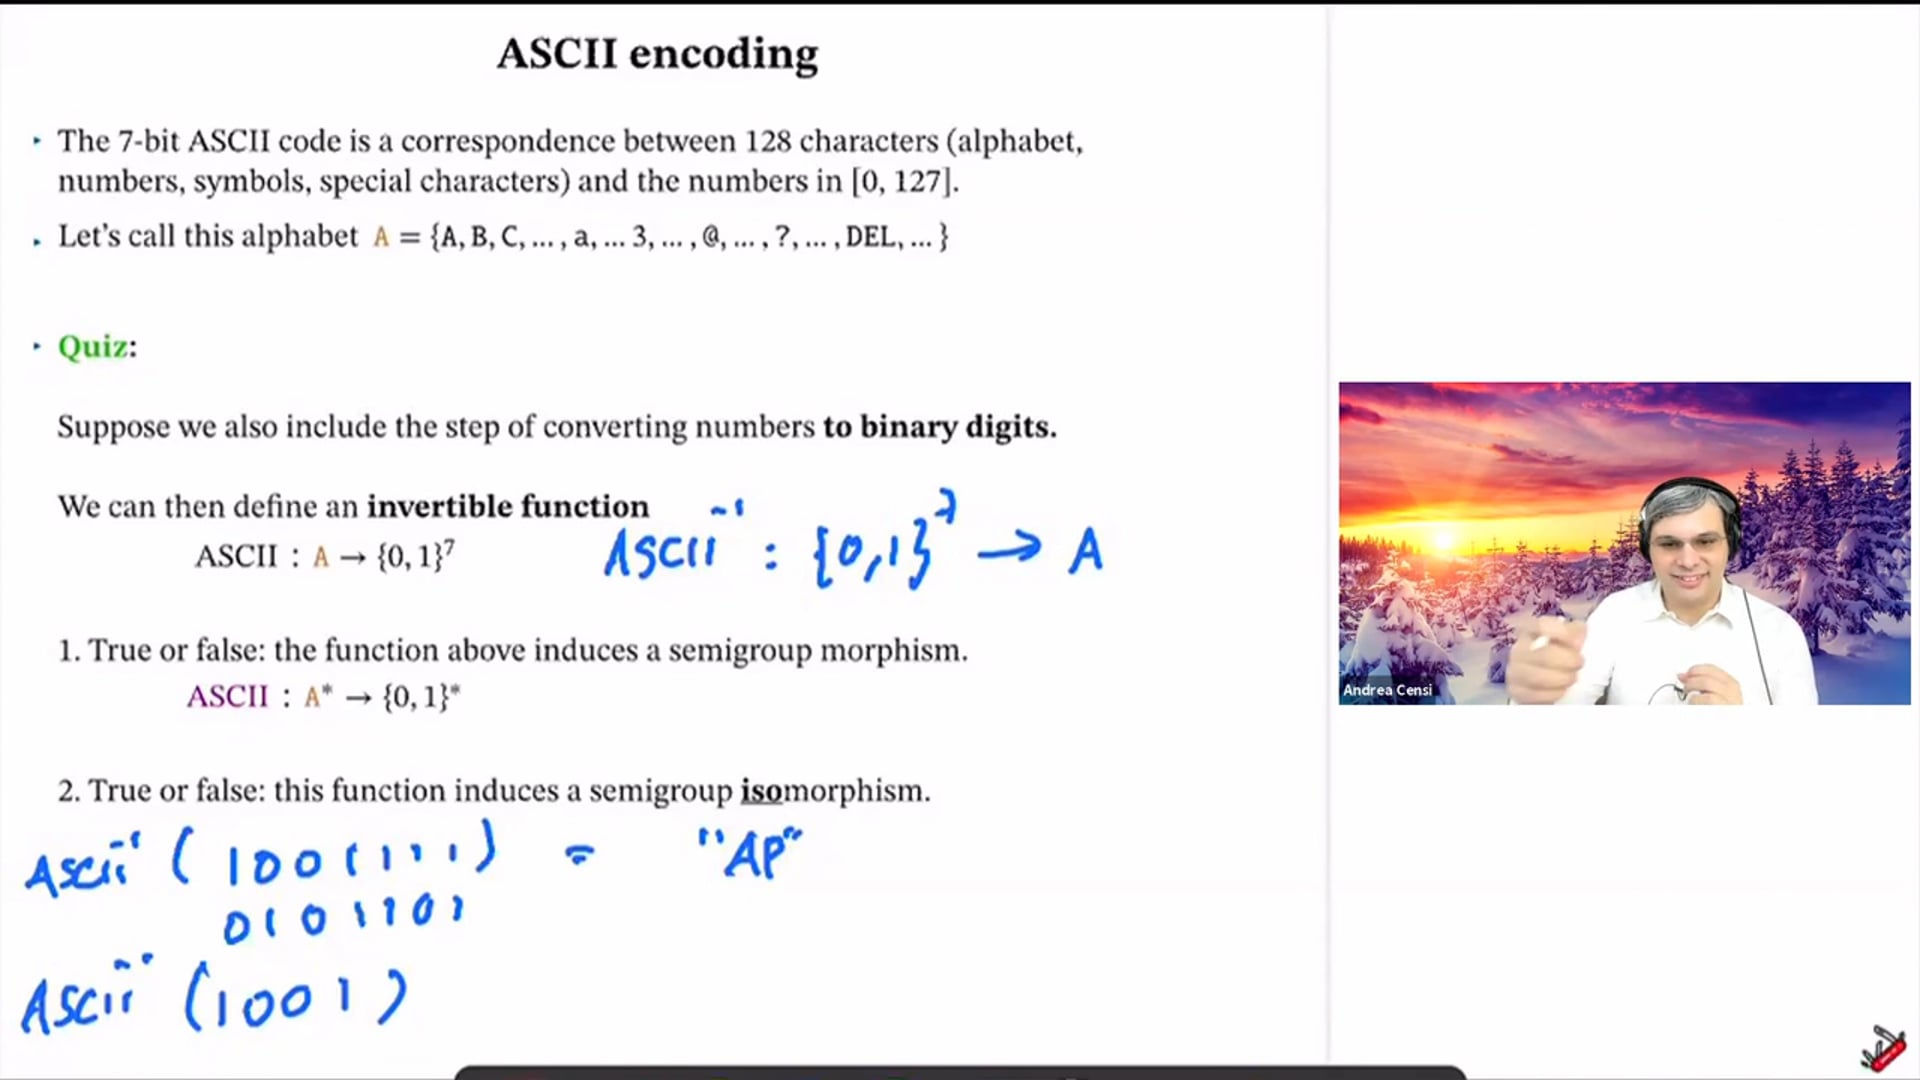 ASCII encoding
‣ The 7-bit ASCII code is a correspondence between 128 characters (alphabet,
numbers, symbols, special characters) and the numbers in [0, 127].
‣ Let's call this alphabet A = {A, B, C, … , a, … 3, … , @, … , ?, … , DEL, … }
‣ Quiz:
Suppose we also include the step of converting numbers to binary digits.
We can then define an invertible function
ASCII : A → {0, 1}⁷
ASCII⁻¹ : {0,1}⁷ → A
1. True or false: the function above induces a semigroup morphism.
ASCII : A* → {0, 1}*
2. True or false: this function induces a semigroup isomorphism.
Ascii⁻¹ ( 1001111 ) = "AP"
0101101
Ascii⁻¹ (1001)
Andrea Censi